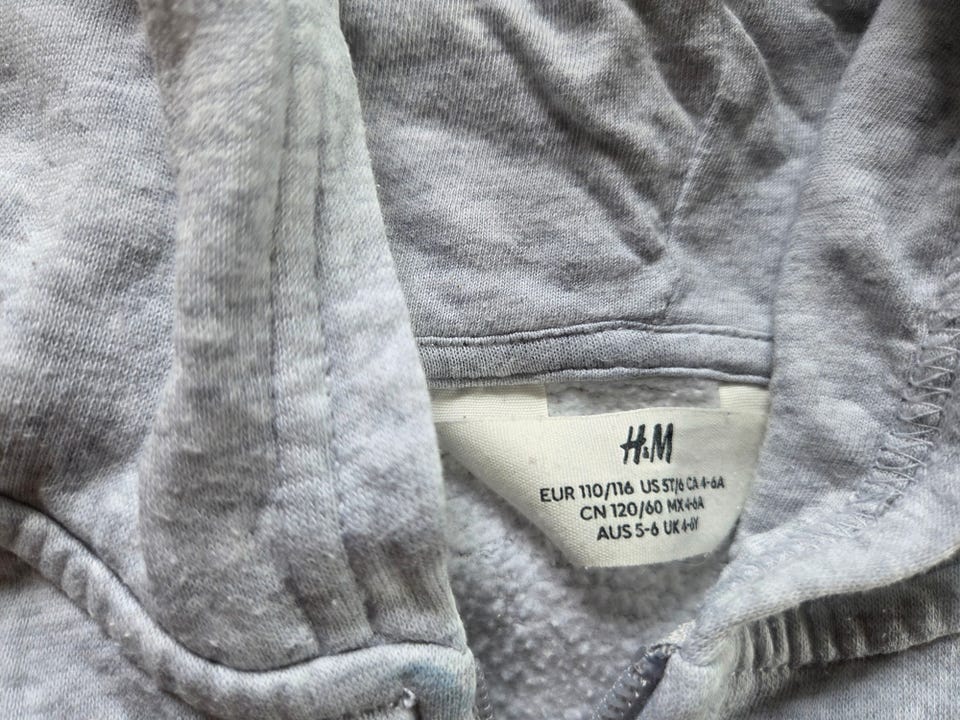 H&M
EUR 110/116 US 5T/6 CA 4-6A
CN 120/60 MX 4-6A
AUS 5-6 UK 4-6Y